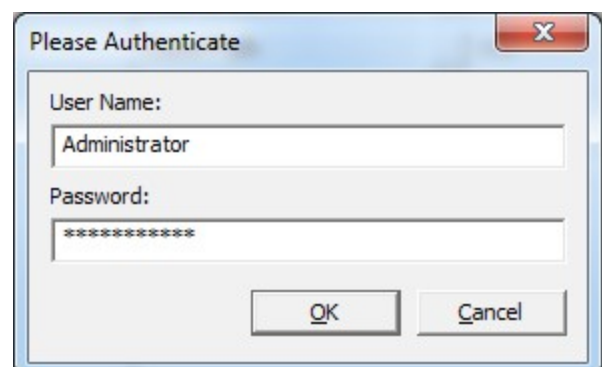 Please Authenticate
User Name:
Administrator
Password:
***********
OK
Cancel